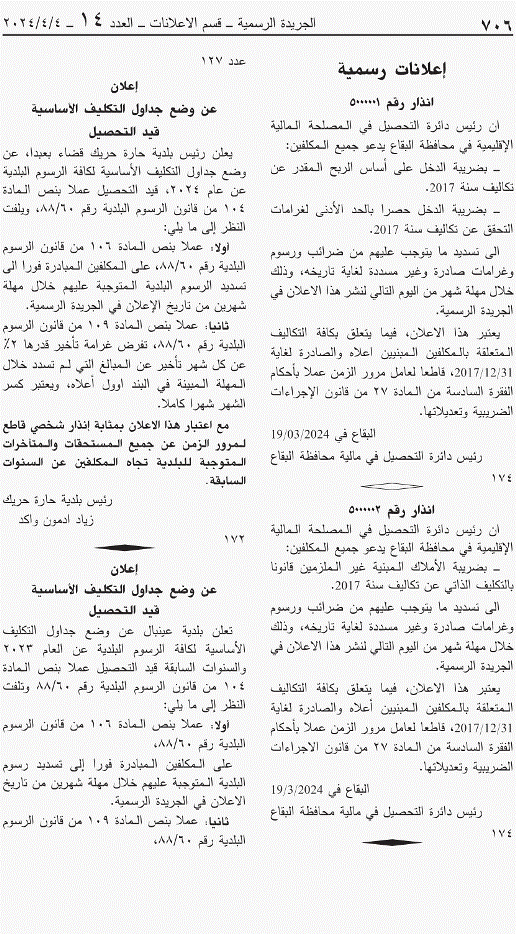 ٧٠٦
الجريدة الرسمية ــ قسم الاعلانات ــ العدد ١٤ ــ ٢٠٢٤/٤/٤
إعلانات رسمية
انذار رقم ٥٠٠٠٠٠١
ان رئيس دائرة التحصيل في المصلحة المالية
الإقليمية في محافظة البقاع يدعو جميع المكلفين:
ــ بضريبة الدخل على أساس الربح المقدر عن
تكاليف سنة 2017.
ــ بضريبة الدخل حصرا بالحد الأدنى لغرامات
التحقق عن تكاليف سنة 2017.
الى تسديد ما يتوجب عليهم من ضرائب ورسوم
وغرامات صادرة وغير مسددة لغاية تاريخه، وذلك
خلال مهلة شهر من اليوم التالي لنشر هذا الاعلان في
الجريدة الرسمية.
يعتبر هذا الاعلان، فيما يتعلق بكافة التكاليف
المتعلقة بالمكلفين المبنيين اعلاه والصادرة لغاية
2017/12/31، قاطعا لعامل مرور الزمن عملا بأحكام
الفقرة السادسة من المادة ٢٧ من قانون الإجراءات
الضريبية وتعديلاتها.
البقاع في 19/03/2024
رئيس دائرة التحصيل في مالية محافظة البقاع
١٧٤
انذار رقم ٥٠٠٠٠٠٢
ان رئيس دائرة التحصيل في المصلحة المالية
الإقليمية في محافظة البقاع يدعو جميع المكلفين:
ــ بضريبة الأملاك المبنية غير الملزمين قانونا
بالتكليف الذاتي عن تكاليف سنة 2017.
الى تسديد ما يتوجب عليهم من ضرائب ورسوم
وغرامات صادرة وغير مسددة لغاية تاريخه، وذلك
خلال مهلة شهر من اليوم التالي لنشر هذا الاعلان في
الجريدة الرسمية.
يعتبر هذا الاعلان، فيما يتعلق بكافة التكاليف
المتعلقة بالمكلفين المبنيين أعلاه والصادرة لغاية
2017/12/31، قاطعا لعامل مرور الزمن عملا بأحكام
الفقرة السادسة من المادة ٢٧ من قانون الاجراءات
الضريبية وتعديلاتها.
البقاع في 19/3/2024
رئيس دائرة التحصيل في مالية محافظة البقاع
١٧٤
عدد ١٢٧
إعلان
عن وضع جداول التكليف الأساسية
قيد التحصيل
يعلن رئيس بلدية حارة حريك قضاء بعبدا، عن
وضع جداول التكليف الأساسية لكافة الرسوم البلدية
عن عام ٢٠٢٤، قيد التحصيل عملا بنص المادة
١٠٤ من قانون الرسوم البلدية رقم ٨٨/٦٠، ويلفت
النظر إلى ما يلي:
اولا: عملا بنص المادة ١٠٦ من قانون الرسوم
البلدية رقم ٨٨/٦٠، على المكلفين المبادرة فورا الى
تسديد الرسوم البلدية المتوجبة عليهم خلال مهلة
شهرين من تاريخ الإعلان في الجريدة الرسمية.
ثانيا: عملا بنص المادة ١٠٩ من قانون الرسوم
البلدية رقم ٨٨/٦٠، تفرض غرامة تأخير قدرها ٢٪
عن كل شهر تأخير عن المبالغ التي لم تسدد خلال
المهلة المبينة في البند اوول أعلاه، ويعتبر كسر
الشهر شهرا كاملا.
مع اعتبار هذا الاعلان بمثابة إنذار شخصي قاطع
لمرور الزمن عن جميع المستحقات والمتأخرات
المتوجبة للبلدية تجاه المكلفين عن السنوات
السابقة.
رئيس بلدية حارة حريك
زياد ادمون واكد
١٧٢
إعلان
عن وضع جداول التكليف الأساسية
قيد التحصيل
تعلن بلدية عينبال عن وضع جداول التكليف
الأساسية لكافة الرسوم البلدية عن العام ٢٠٢٣
والسنوات السابقة قيد التحصيل عملا بنص المادة
١٠٤ من قانون الرسوم البلدية رقم ٨٨/٦٠ وتلفت
النظر إلى ما يلي:
اولا: عملا بنص المادة ١٠٦ من قانون الرسوم
البلدية رقم ٨٨/٦٠.
على المكلفين المبادرة فورا إلى تسديد رسوم
البلدية المتوجبة عليهم خلال مهلة شهرين من تاريخ
الاعلان في الجريدة الرسمية.
ثانيا: عملا بنص المادة ١٠٩ من قانون الرسوم
البلدية رقم ٨٨/٦٠،